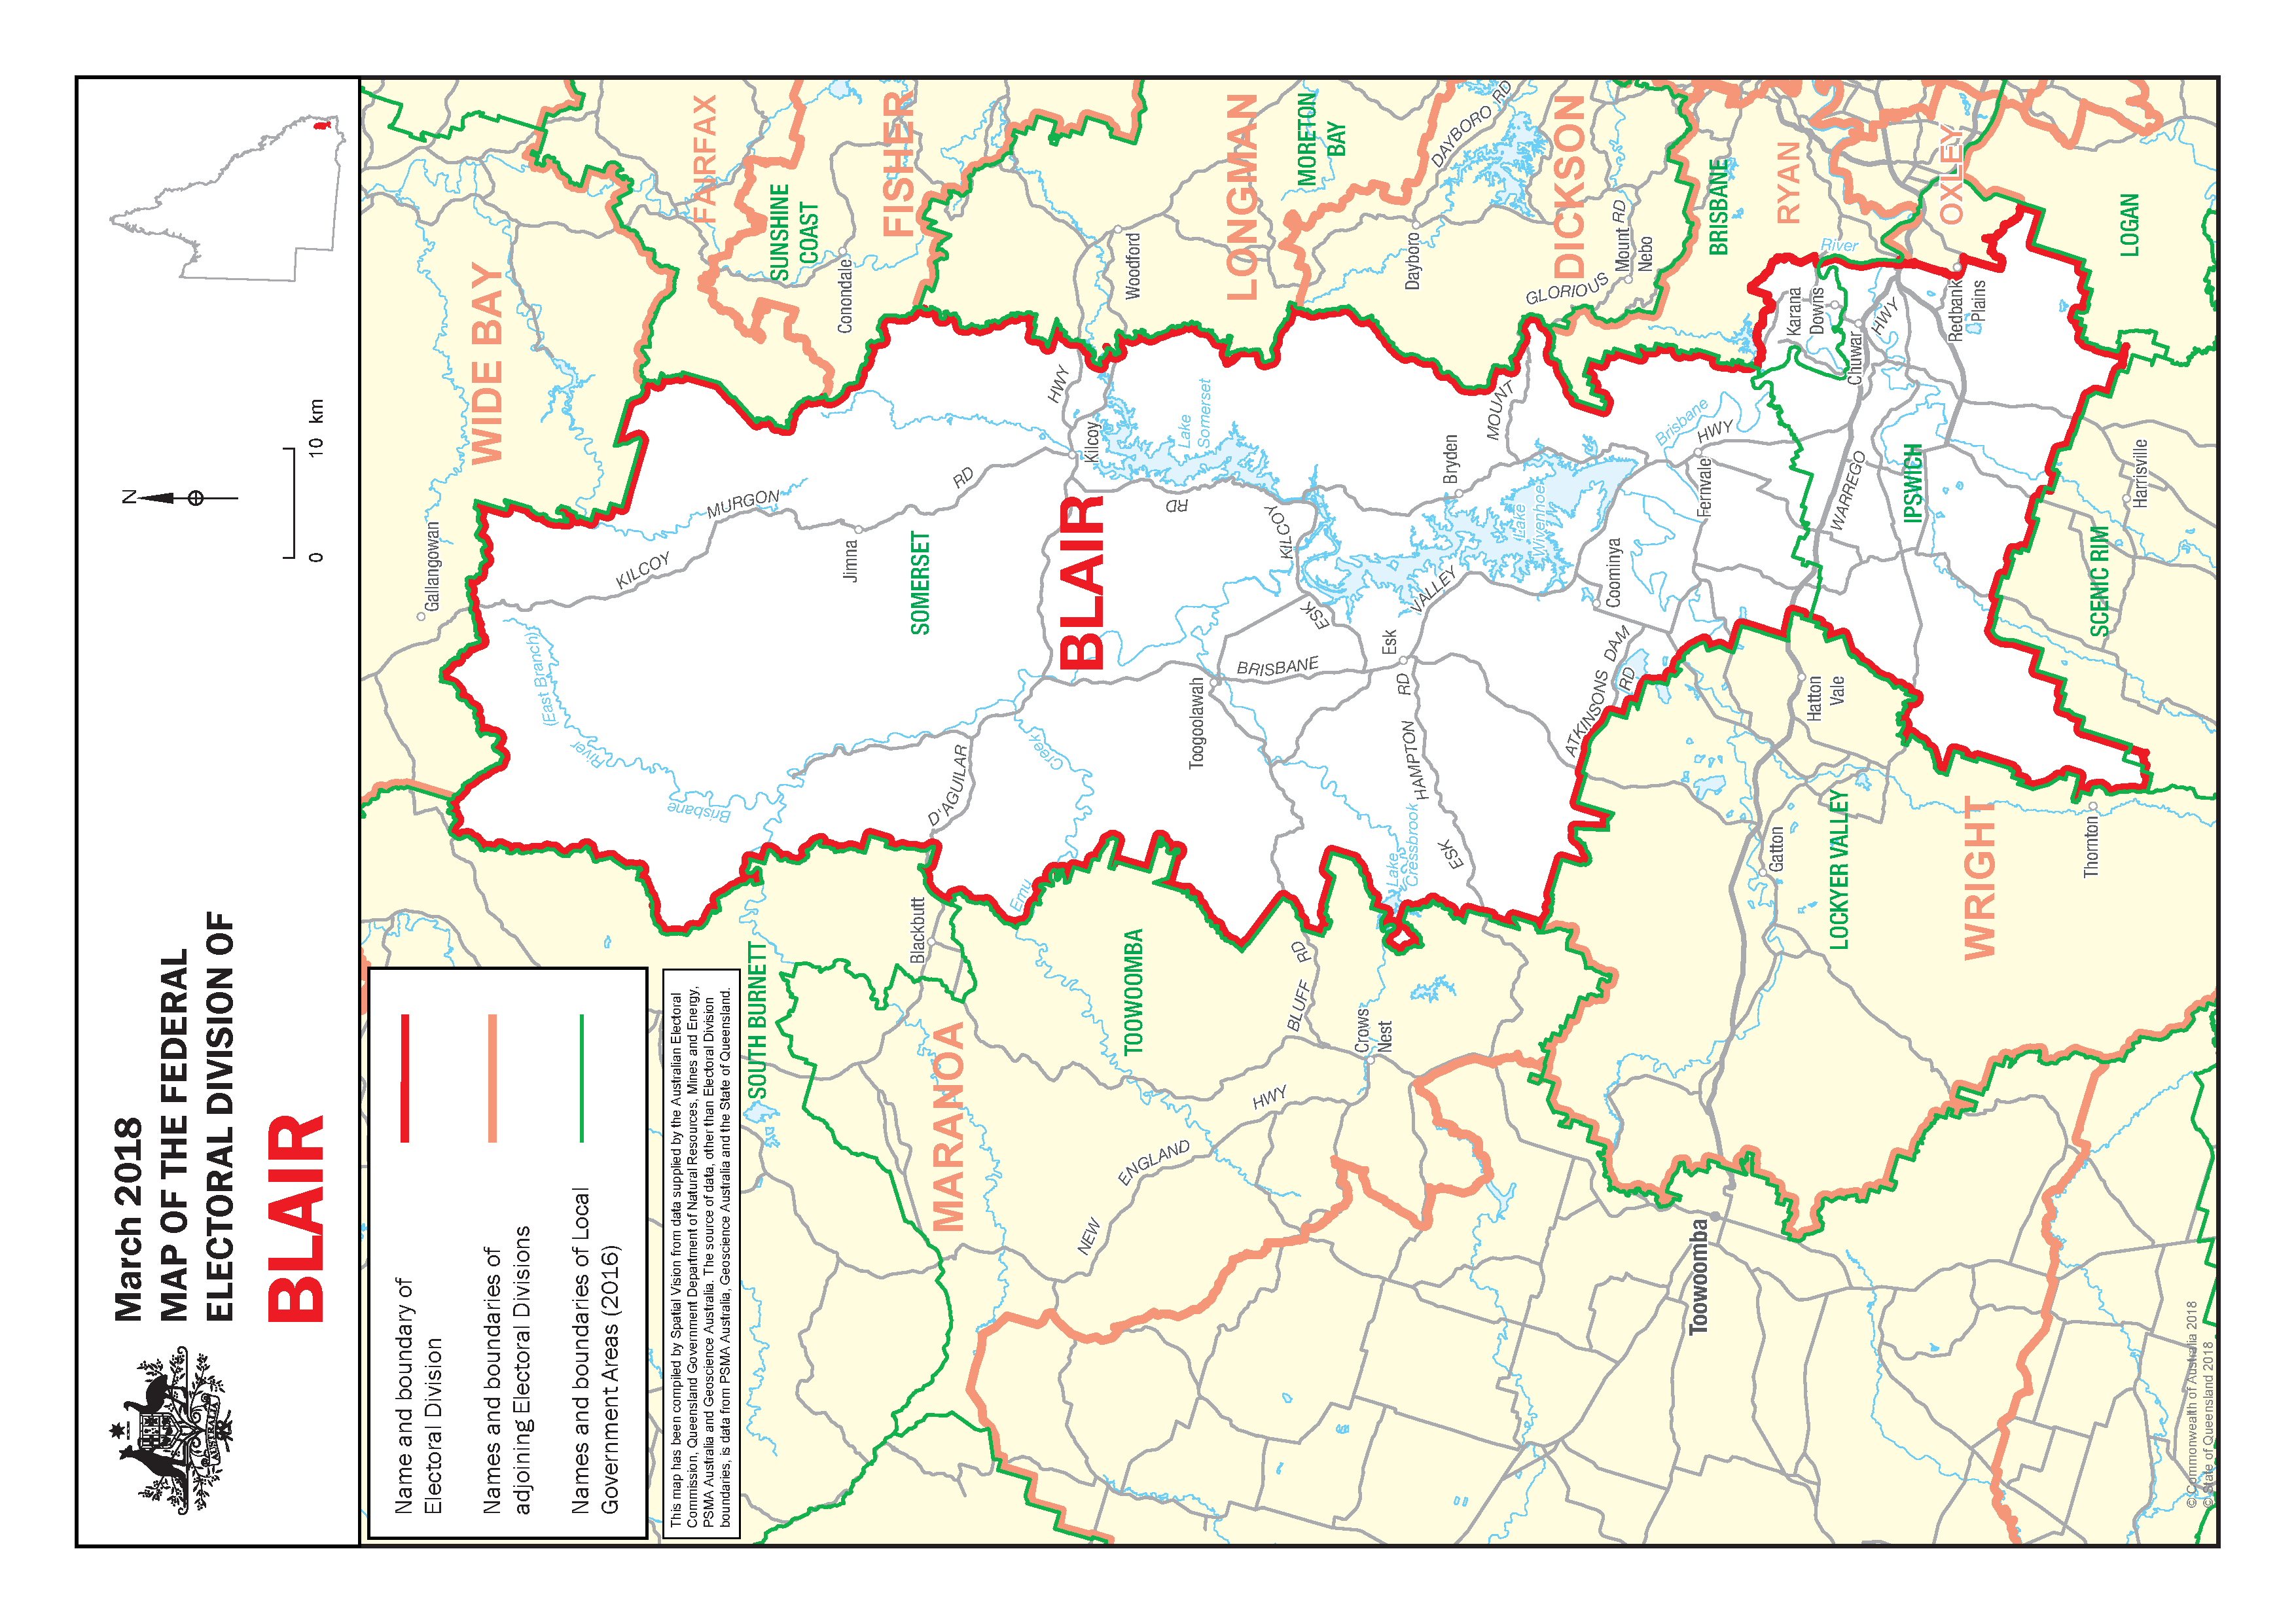 March 2018
MAP OF THE FEDERAL
ELECTORAL DIVISION OF
BLAIR
AUSTRALIA
N
0 10 km
Name and boundary of
Electoral Division
Names and boundaries of
adjoining Electoral Divisions
Names and boundaries of Local
Government Areas (2016)
This map has been compiled by Spatial Vision from data supplied by the Australian Electoral
Commission, Queensland Government Department of Natural Resources, Mines and Energy,
PSMA Australia and Geoscience Australia. The source of data, other than Electoral Division
boundaries, is data from PSMA Australia, Geoscience Australia and the State of Queensland.
Gallangowan
WIDE BAY
(East Branch)
River
Brisbane
KILCOY
MURGON
RD
FAIRFAX
SUNSHINE
COAST
Conondale
FISHER
SOUTH BURNETT
Jimna
SOMERSET
Blackbutt
D'AGUILAR
HWY
MARANOA
Emu
Creek
BLAIR
Kilcoy
Woodford
TOOWOOMBA
NEW
ENGLAND
HWY
Toogoolawah
RD
Lake
Somerset
LONGMAN
MORETON
BAY
BRISBANE
KILCOY
ESK
BLUFF
RD
Crows
Nest
Lake
Cressbrook
Esk
VALLEY
RD
HAMPTON
ESK
Bryden
Dayboro
DAYBORO RD
MOUNT
GLORIOUS
RD
DICKSON
Lake
Wivenhoe
Mount
Nebo
ATKINSONS DAM
RD
Coominya
Brisbane
HWY
Fernvale
BRISBANE
Toowoomba
Gatton
Hatton
Vale
RYAN
River
Karana
Downs
Chuwar
HWY
WARREGO
LOCKYER VALLEY
IPSWICH
OXLEY
Redbank
Plains
WRIGHT
Thornton
SCENIC RIM
Harrisville
LOGAN
© Commonwealth of Australia 2018
© State of Queensland 2018